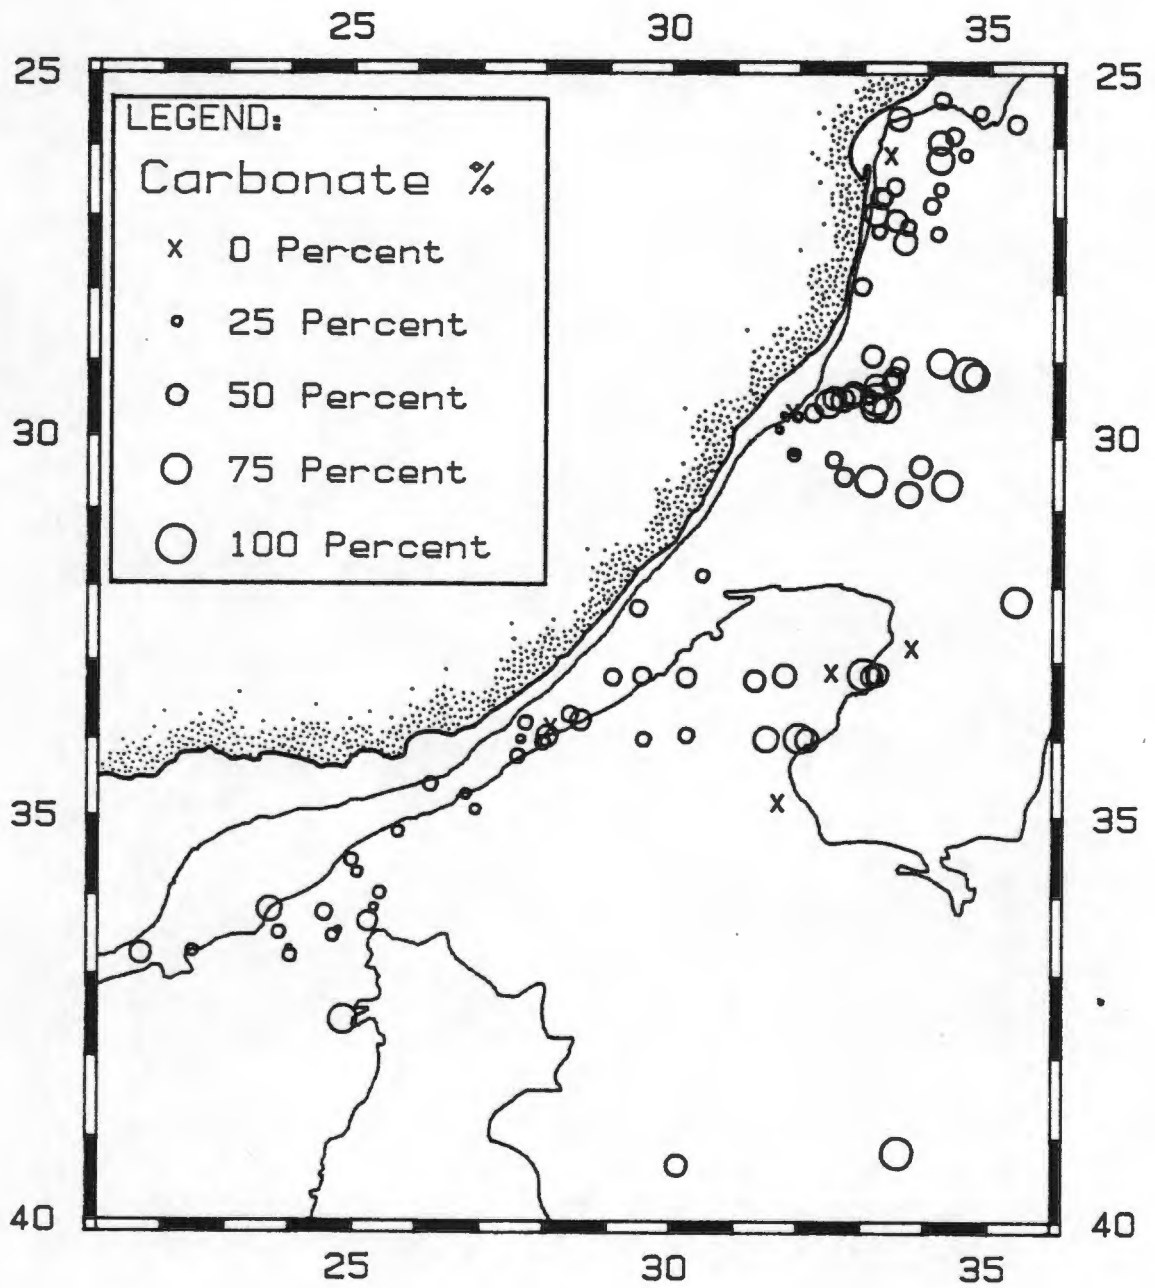 25 30 35
25 25
LEGEND:
Carbonate %
x 0 Percent
25 Percent
50 Percent
75 Percent
100 Percent
x
30 30
x
x
x
x
x
35 35
40 40
25 30 35